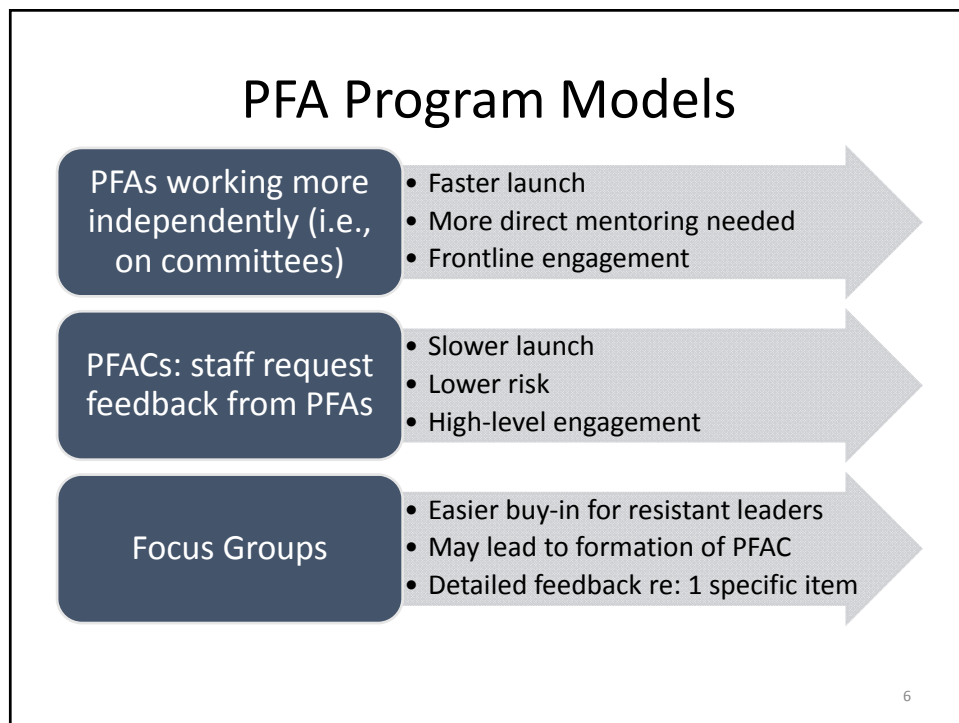 PFA Program Models
PFAs working more
independently (i.e.,
on committees)
• Faster launch
• More direct mentoring needed
• Frontline engagement
PFACs: staff request
feedback from PFAs
• Slower launch
• Lower risk
• High-level engagement
Focus Groups
• Easier buy-in for resistant leaders
• May lead to formation of PFAC
• Detailed feedback re: 1 specific item
6